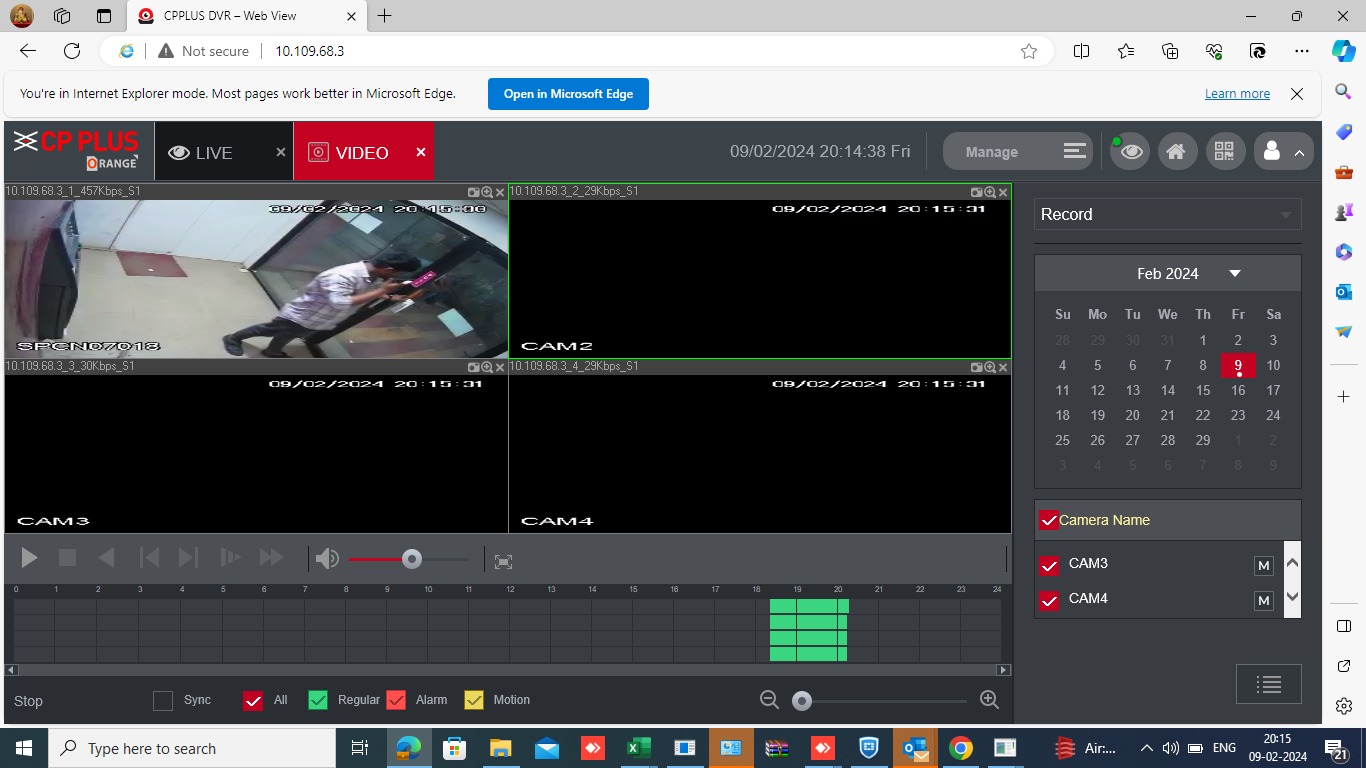 CPPLUS DVR – Web View
Not secure
10.109.68.3
You're in Internet Explorer mode. Most pages work better in Microsoft Edge.
Open in Microsoft Edge
Learn more
CP PLUS
ORANGE
LIVE
VIDEO
09/02/2024 20:14:38 Fri
Manage
10.109.68.3_1_457Kbps_S1
10.109.68.3_2_29Kbps_S1
09/02/2024 20:15:30
09/02/2024 20:15:31
SPCN07018
CAM2
10.109.68.3_3_30Kbps_S1
10.109.68.3_4_29Kbps_S1
09/02/2024 20:15:31
09/02/2024 20:15:31
CAM3
CAM4
Record
Feb 2024
Su Mo Tu We Th Fr Sa
28 29 30 31 1 2 3
4 5 6 7 8 9 10
11 12 13 14 15 16 17
18 19 20 21 22 23 24
25 26 27 28 29 1 2
3 4 5 6 7 8 9
Camera Name
CAM3 M
CAM4 M
0 1 2 3 4 5 6 7 8 9 10 11 12 13 14 15 16 17 18 19 20 21 22 23 24
Stop
Sync
All
Regular
Alarm
Motion
Type here to search
Air:...
ENG
20:15
09-02-2024
21